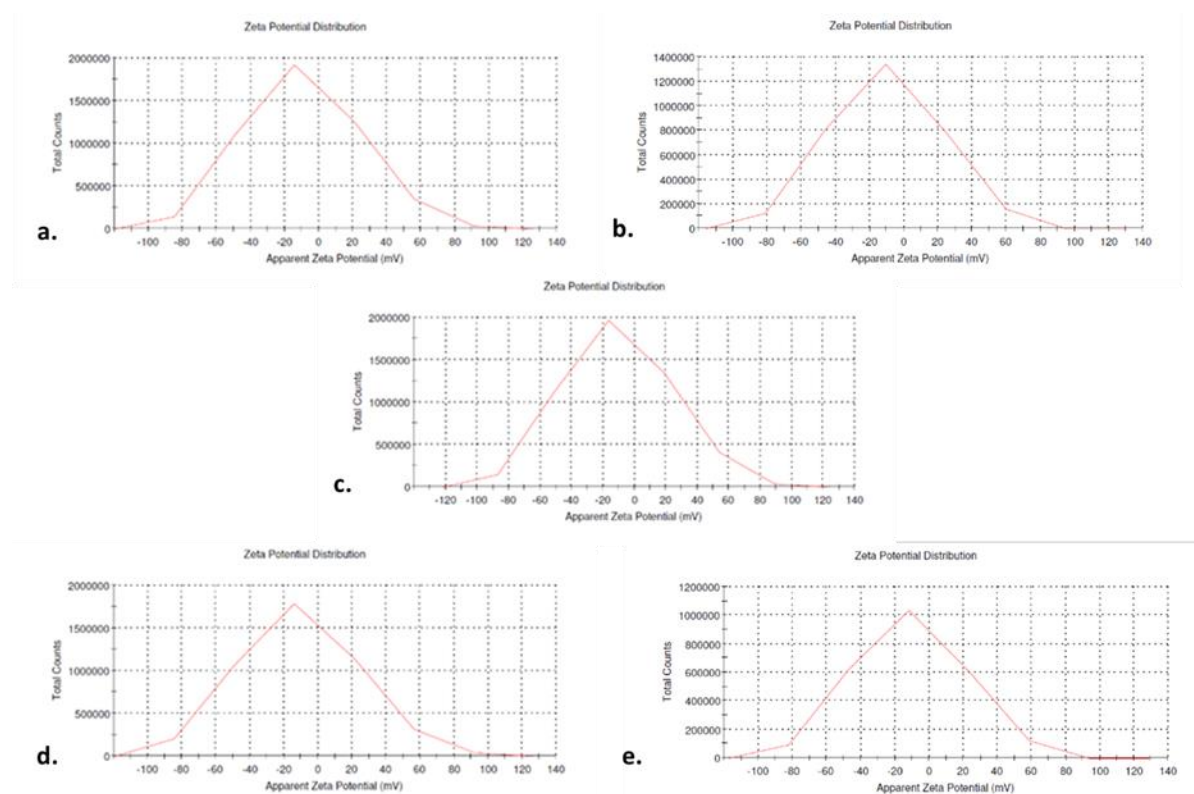 Zeta Potential Distribution
2000000
1500000
1000000
500000
0
Total Counts
-100 -80 -60 -40 -20 0 20 40 60 80 100 120 140
Apparent Zeta Potential (mV)
a.
Zeta Potential Distribution
1400000
1200000
1000000
800000
600000
400000
200000
0
Total Counts
-100 -80 -60 -40 -20 0 20 40 60 80 100 120 140
Apparent Zeta Potential (mV)
b.
Zeta Potential Distribution
2000000
1500000
1000000
500000
0
Total Counts
-120 -100 -80 -60 -40 -20 0 20 40 60 80 100 120 140
Apparent Zeta Potential (mV)
c.
Zeta Potential Distribution
2000000
1500000
1000000
500000
0
Total Counts
-100 -80 -60 -40 -20 0 20 40 60 80 100 120 140
Apparent Zeta Potential (mV)
d.
Zeta Potential Distribution
1200000
1000000
800000
600000
400000
200000
0
Total Counts
-100 -80 -60 -40 -20 0 20 40 60 80 100 120 140
Apparent Zeta Potential (mV)
e.